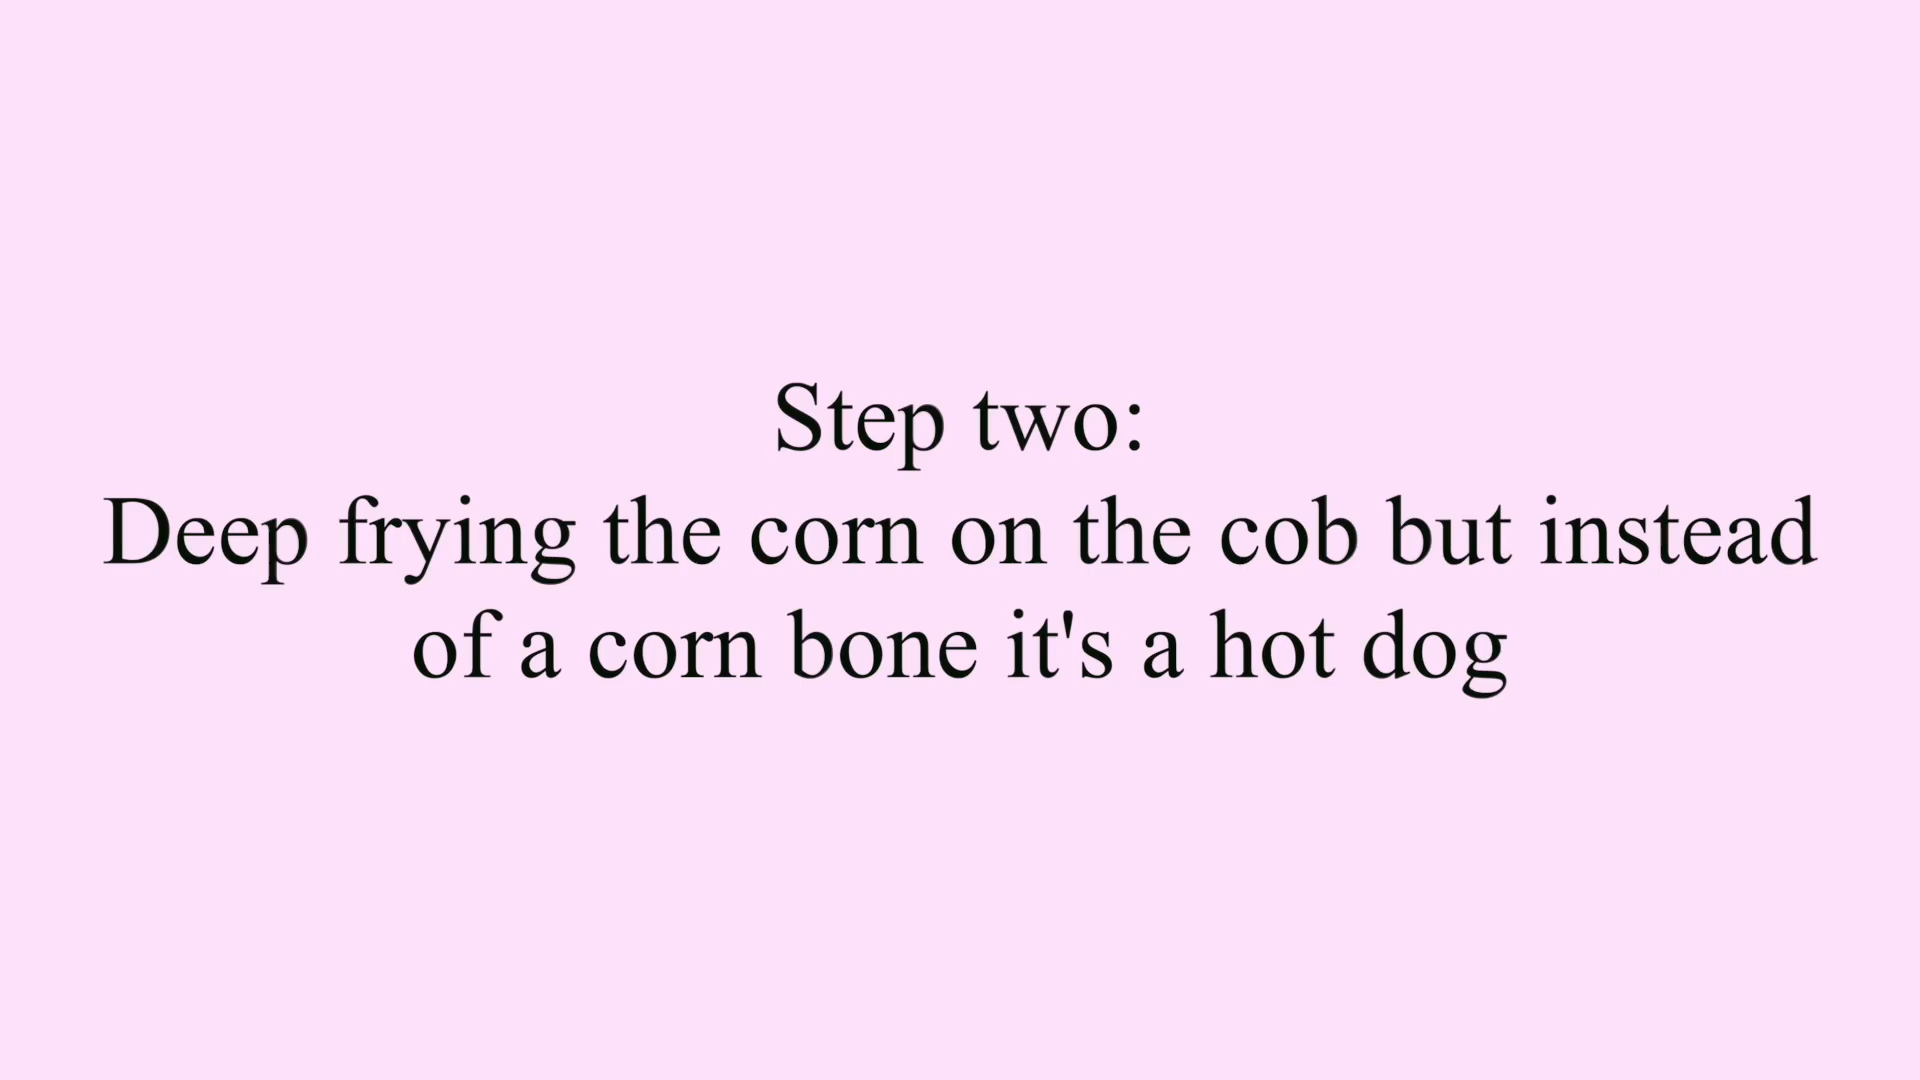 Step two:
Deep frying the corn on the cob but instead
of a corn bone it's a hot dog